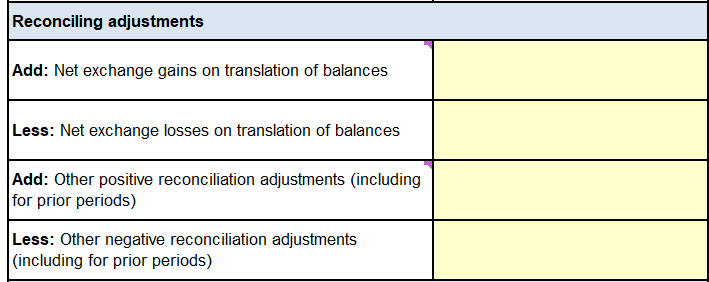 Reconciling adjustments
Add: Net exchange gains on translation of balances
Less: Net exchange losses on translation of balances
Add: Other positive reconciliation adjustments (including
for prior periods)
Less: Other negative reconciliation adjustments
(including for prior periods)